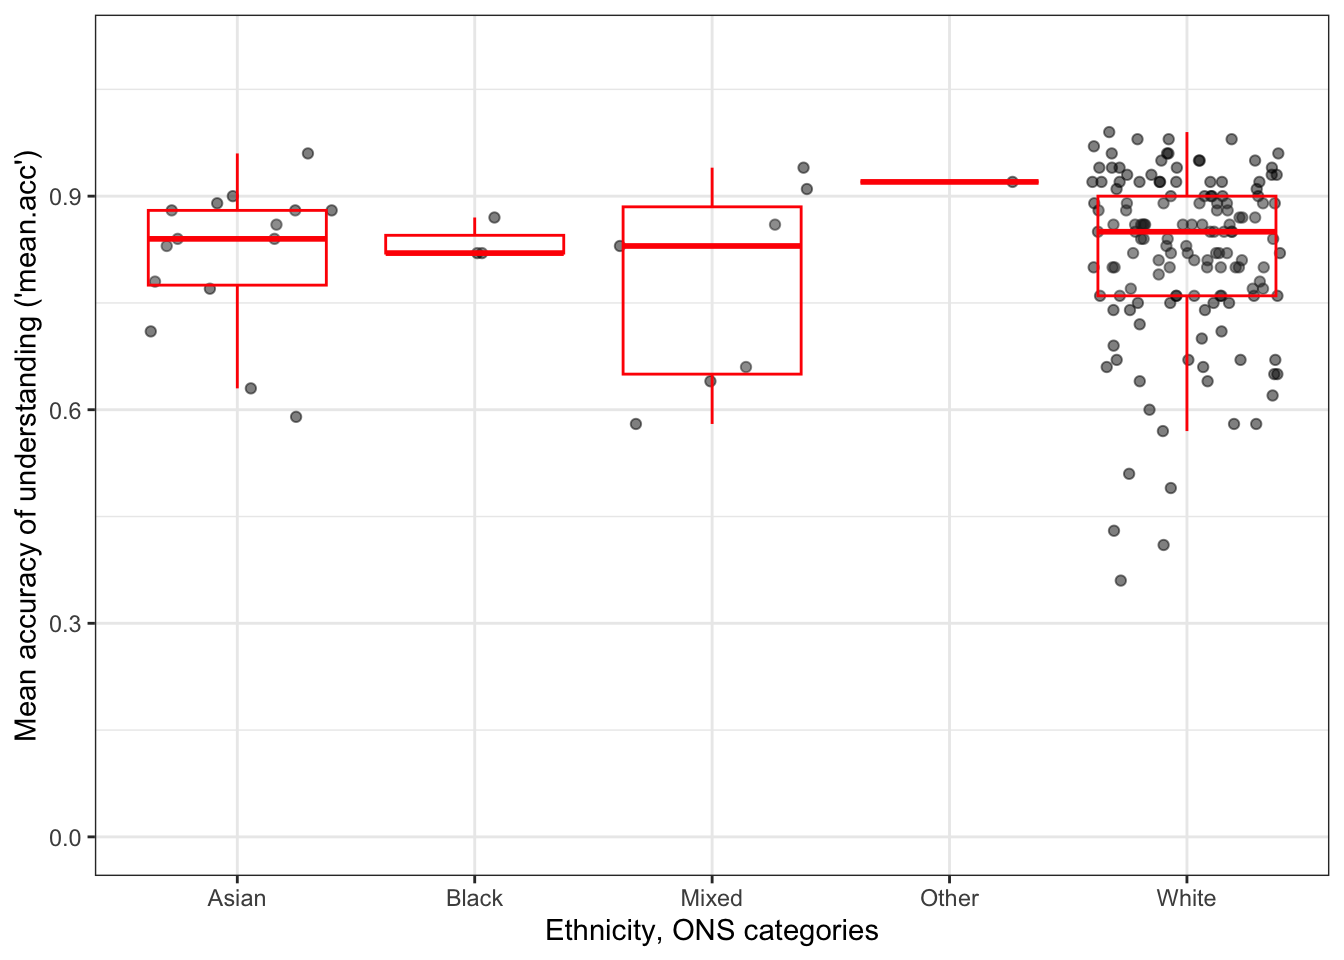 Mean accuracy of understanding ('mean.acc')
0.9
0.6
0.3
0.0
Asian Black Mixed Other White
Ethnicity, ONS categories